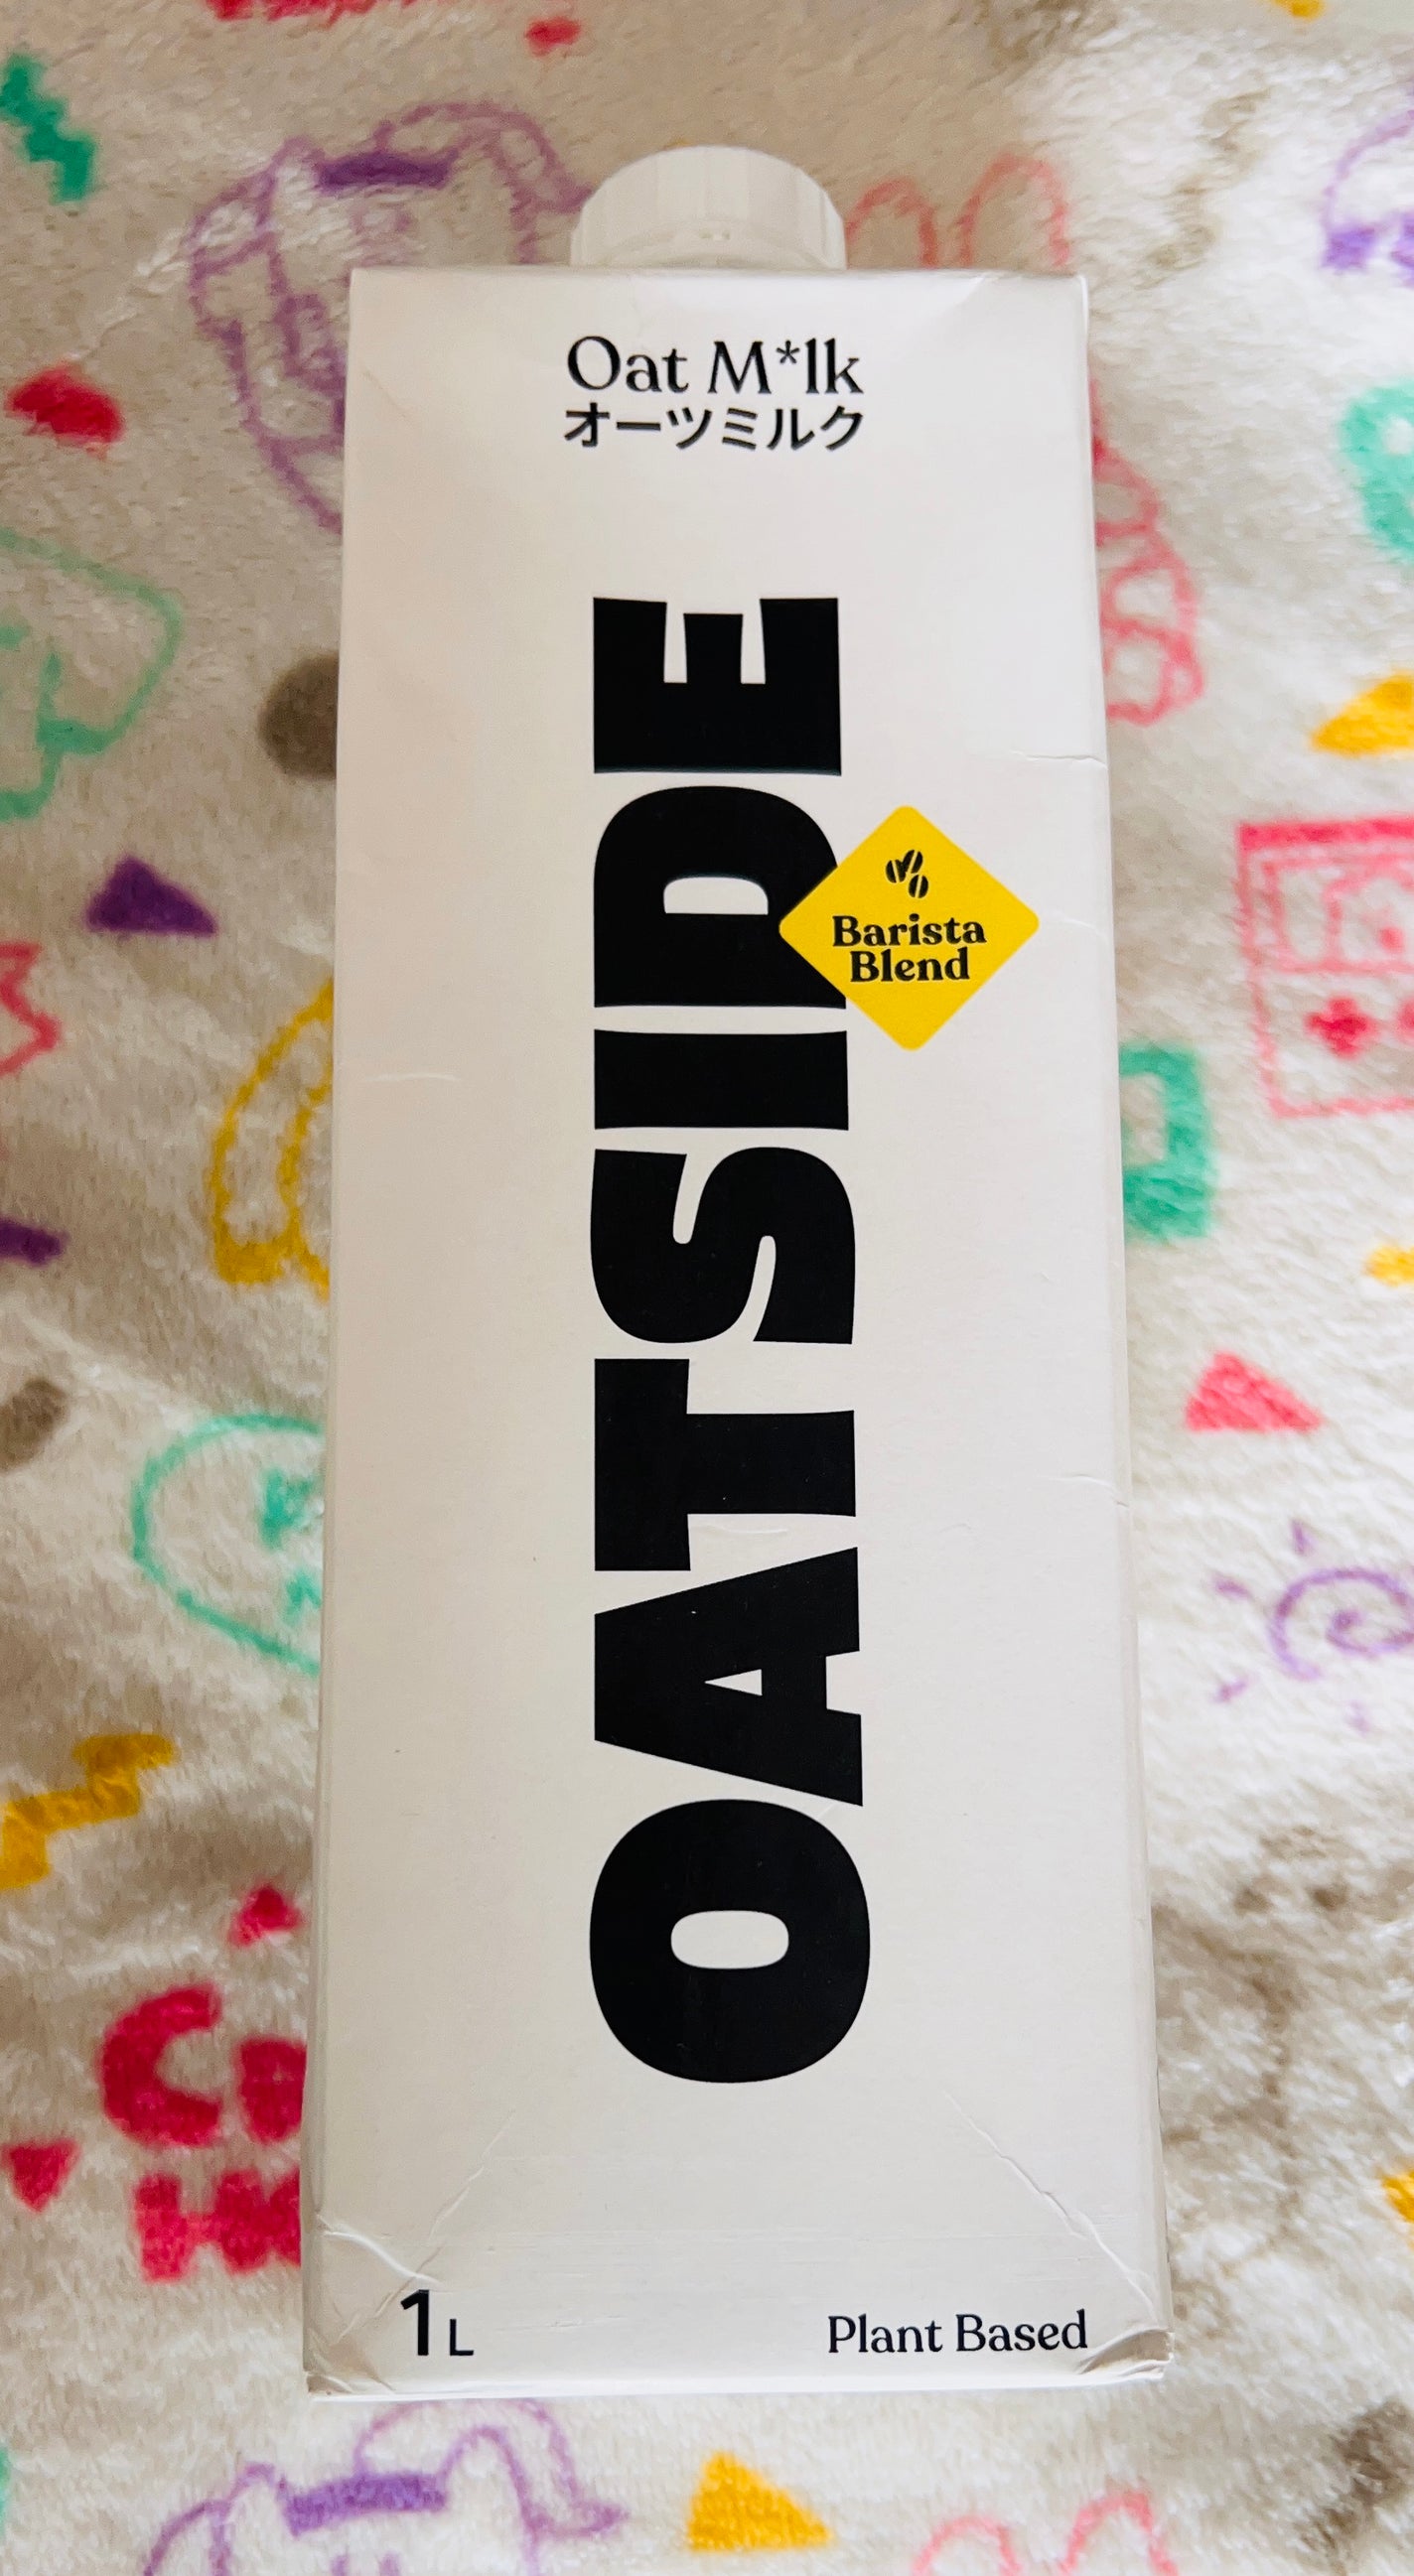 Oat M*lk
オーツミルク
OATSIDE
Barista
Blend
1L
Plant Based